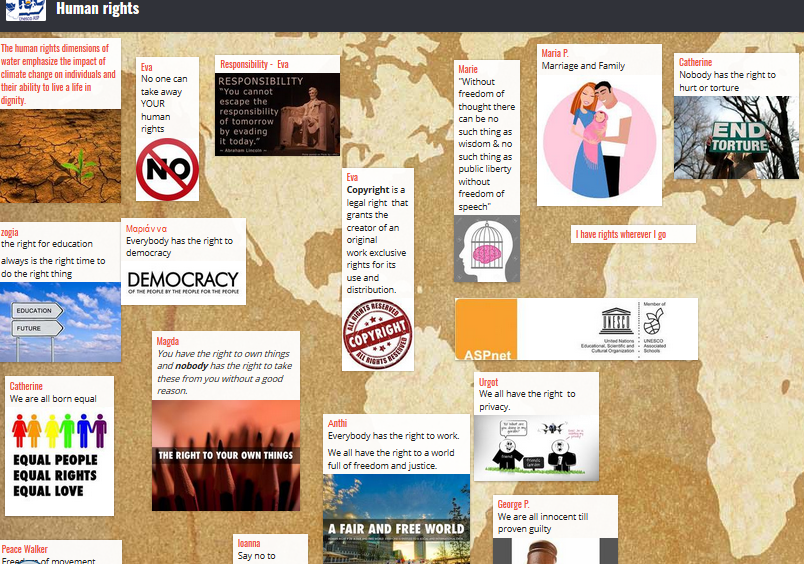 Human rights
The human rights dimensions of
water emphasize the impact of
climate change on individuals and
their ability to live a life in
dignity.
Eva
No one can
take away
YOUR
human
rights
NO
Responsibility - Eva
RESPONSIBILITY
"You cannot
escape the
responsibility
of tomorrow
by evading
it today."
~ Abraham Lincoln ~
Marie
"Without
freedom of
thought there
can be no
such thing as
wisdom & no
such thing as
public liberty
without
freedom of
speech"
Maria P.
Marriage and Family
Catherine
Nobody has the right to
hurt or torture
END
TORTURE
Eva
Copyright is a
legal right that
grants the
creator of an
original
work exclusive
rights for its
use and
distribution.
ALL RIGHTS RESERVED
COPYRIGHT
ALL RIGHTS RESERVED
I have rights wherever I go
zogia
the right for education
always is the right time to
do the right thing
EDUCATION
FUTURE
Μαριάννα
Everybody has the right to
democracy
DEMOCRACY
OF THE PEOPLE BY THE PEOPLE FOR THE PEOPLE
ASPnet
UNESCO
United Nations
Educational, Scientific and
Cultural Organization
Member of
UNESCO
Associated
Schools
Magda
You have the right to own things
and nobody has the right to take
these from you without a good
reason.
THE RIGHT TO YOUR OWN THINGS
Catherine
We are all born equal
EQUAL PEOPLE
EQUAL RIGHTS
EQUAL LOVE
Urgot
We all have the right to
privacy.
Anthi
Everybody has the right to work.
We all have the right to a world
full of freedom and justice.
A FAIR AND FREE WORLD
George P.
We are all innocent till
proven guilty
Peace Walker
Freedom of movement
Ioanna
Say no to